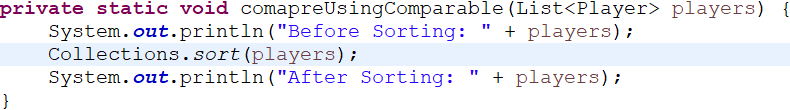 private static void comapreUsingComparable(List<Player> players) {
System.out.println("Before Sorting: " + players);
Collections.sort(players);
System.out.println("After Sorting: " + players);
}